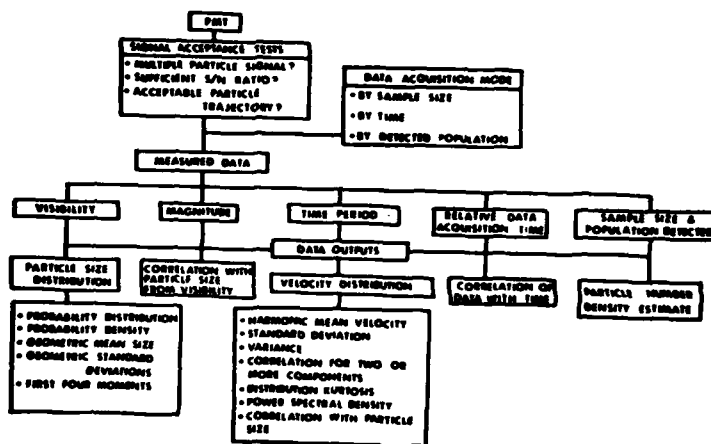 PMT
SIGNAL ACCEPTANCE TESTS
• MULTIPLE PARTICLE SIGNAL?
• SUFFICIENT S/N RATIO?
• ACCEPTABLE PARTICLE
TRAJECTORY?
DATA ACQUISITION MODE
• BY SAMPLE SIZE
• BY TIME
• BY DETECTED POPULATION
MEASURED DATA
VISIBILITY
MAGNITUDE
TIME PERIOD
RELATIVE DATA
ACQUISITION TIME
SAMPLE SIZE &
POPULATION DETECTED
DATA OUTPUTS
PARTICLE SIZE
DISTRIBUTION
CORRELATION WITH
PARTICLE SIZE
FROM VISIBILITY
VELOCITY DISTRIBUTION
CORRELATION OF
DATA WITH TIME
PARTICLE NUMBER
DENSITY ESTIMATE
• PROBABILITY DISTRIBUTION
• PROBABILITY DENSITY
• GEOMETRIC MEAN SIZE
• GEOMETRIC STANDARD
DEVIATIONS
• FIRST FOUR MOMENTS
• HARMONIC MEAN VELOCITY
• STANDARD DEVIATION
• VARIANCE
• CORRELATION FOR TWO OR
MORE COMPONENTS
• DISTRIBUTION KURTOSIS
• POWER SPECTRAL DENSITY
• CORRELATION WITH PARTICLE
SIZE